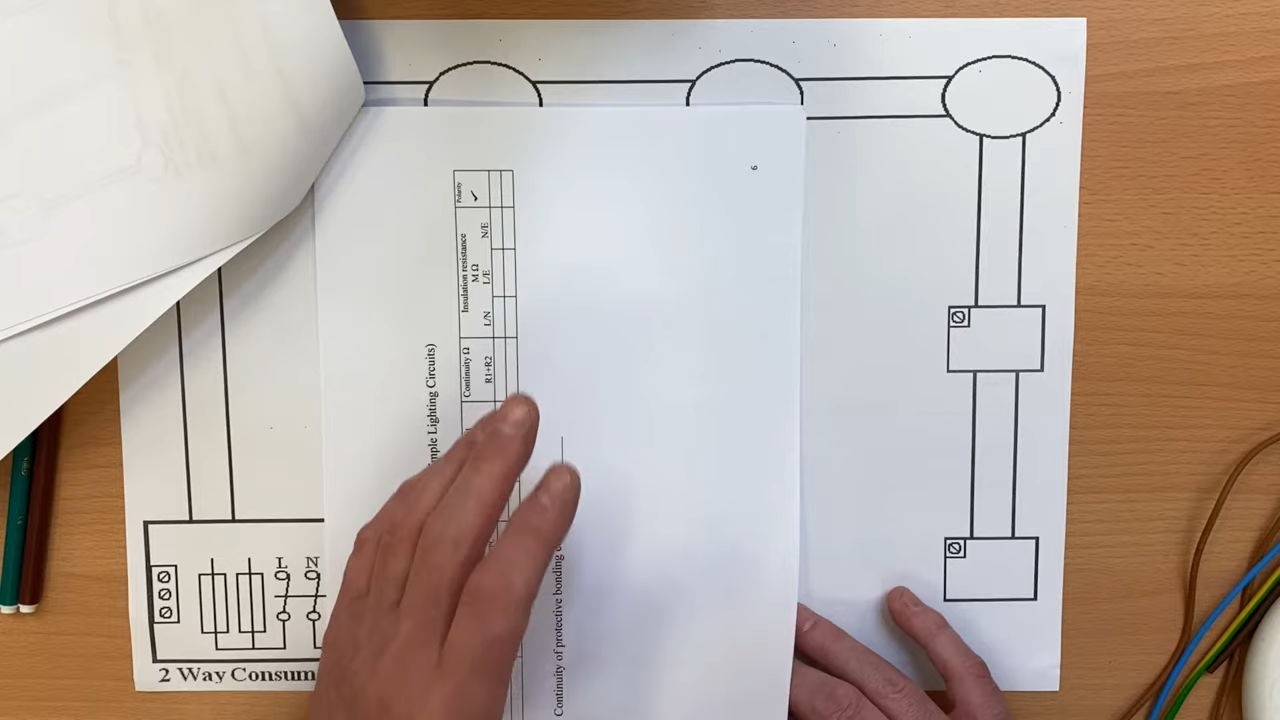 6
mple Lighting Circuits)
Continuity Ω
Insulation resistance
Polarity
M Ω
R1+R2
L/N
L/E
N/E
✓
Continuity of protective bonding
L N
2 Way Consum